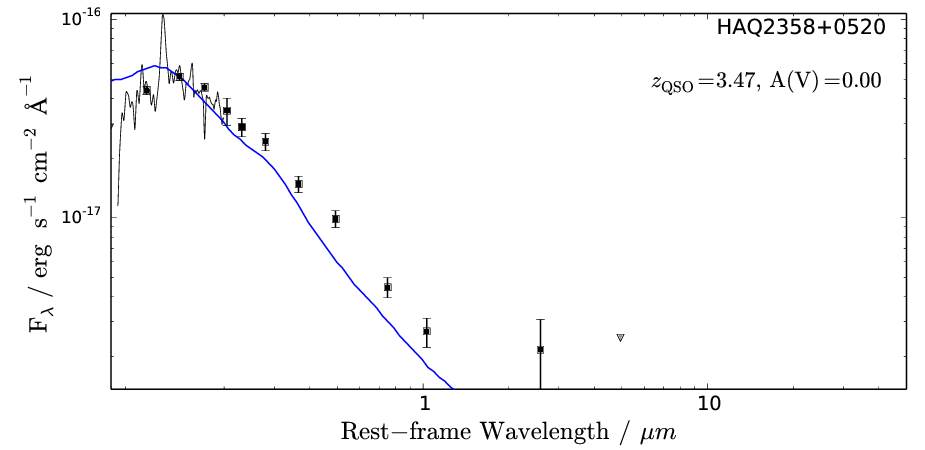 10⁻¹⁶
HAQ2358+0520
z_QSO=3.47, A(V)=0.00
F_λ / erg s⁻¹ cm⁻² Å⁻¹
10⁻¹⁷
1
10
Rest−frame Wavelength / μm